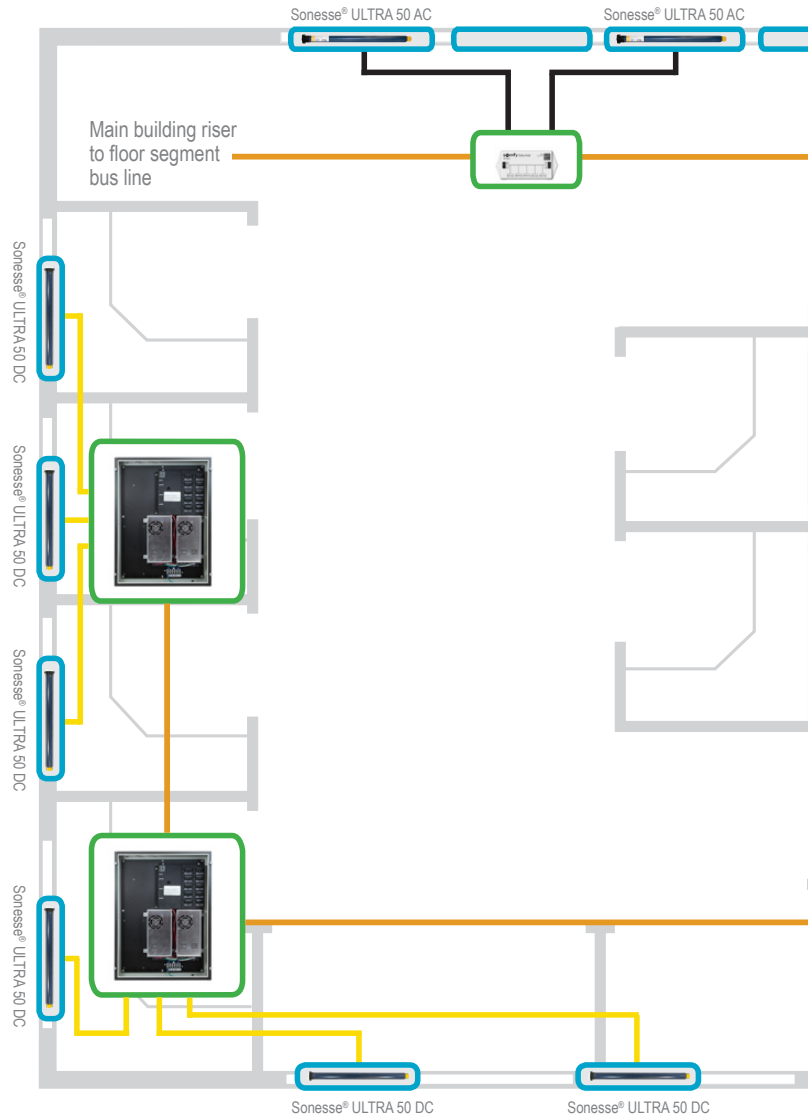 Sonesse® ULTRA 50 AC
Sonesse® ULTRA 50 AC
Main building riser
to floor segment
bus line
somfy
Sonesse® ULTRA 50 DC
Sonesse® ULTRA 50 DC
Sonesse® ULTRA 50 DC
Sonesse® ULTRA 50 DC
Sonesse® ULTRA 50 DC
Sonesse® ULTRA 50 DC